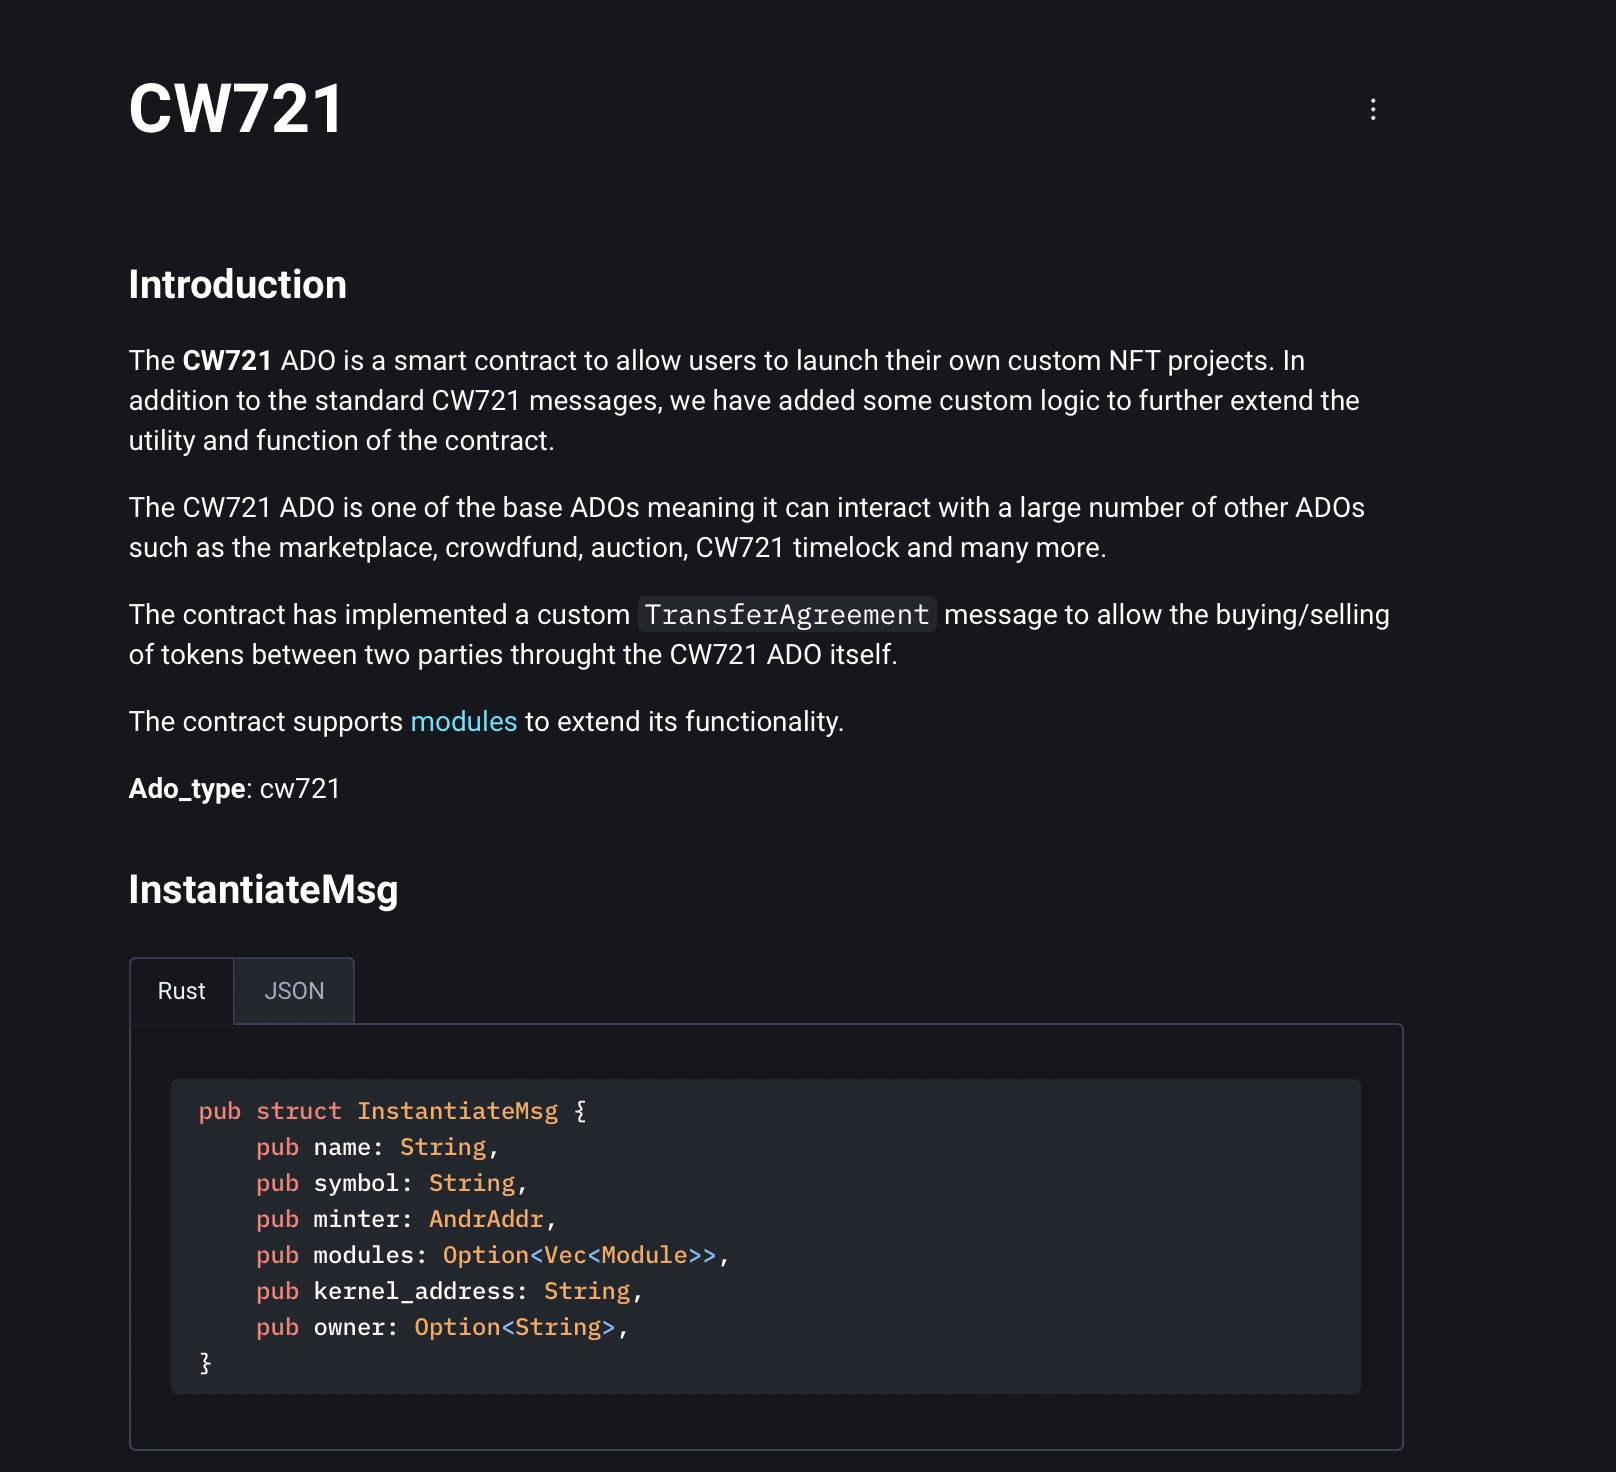 CW721
Introduction
The CW721 ADO is a smart contract to allow users to launch their own custom NFT projects. In
addition to the standard CW721 messages, we have added some custom logic to further extend the
utility and function of the contract.
The CW721 ADO is one of the base ADOs meaning it can interact with a large number of other ADOs
such as the marketplace, crowdfund, auction, CW721 timelock and many more.
The contract has implemented a custom TransferAgreement message to allow the buying/selling
of tokens between two parties throught the CW721 ADO itself.
The contract supports modules to extend its functionality.
Ado_type: cw721
InstantiateMsg
Rust JSON
pub struct InstantiateMsg {
    pub name: String,
    pub symbol: String,
    pub minter: AndrAddr,
    pub modules: Option<Vec<Module>>,
    pub kernel_address: String,
    pub owner: Option<String>,
}